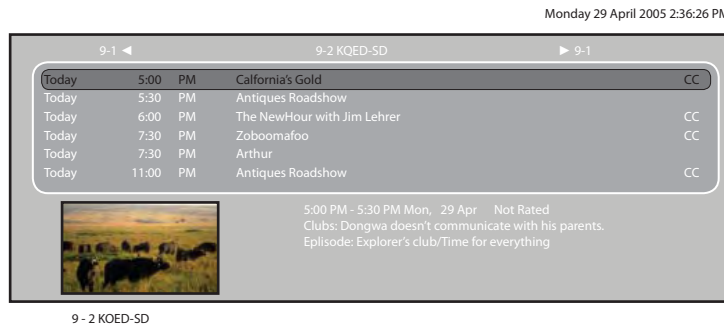 Monday 29 April 2005 2:36:26 PM
9-1 ◄ 9-2 KQED-SD ► 9-1
Today 5:00 PM Calfornia's Gold CC
Today 5:30 PM Antiques Roadshow
Today 6:00 PM The NewHour with Jim Lehrer CC
Today 7:30 PM Zoboomafoo CC
Today 7:30 PM Arthur
Today 11:00 PM Antiques Roadshow CC
5:00 PM - 5:30 PM Mon, 29 Apr Not Rated
Clubs: Dongwa doesn't communicate with his parents.
Eplisode: Explorer's club/Time for everything
9 - 2 KQED-SD